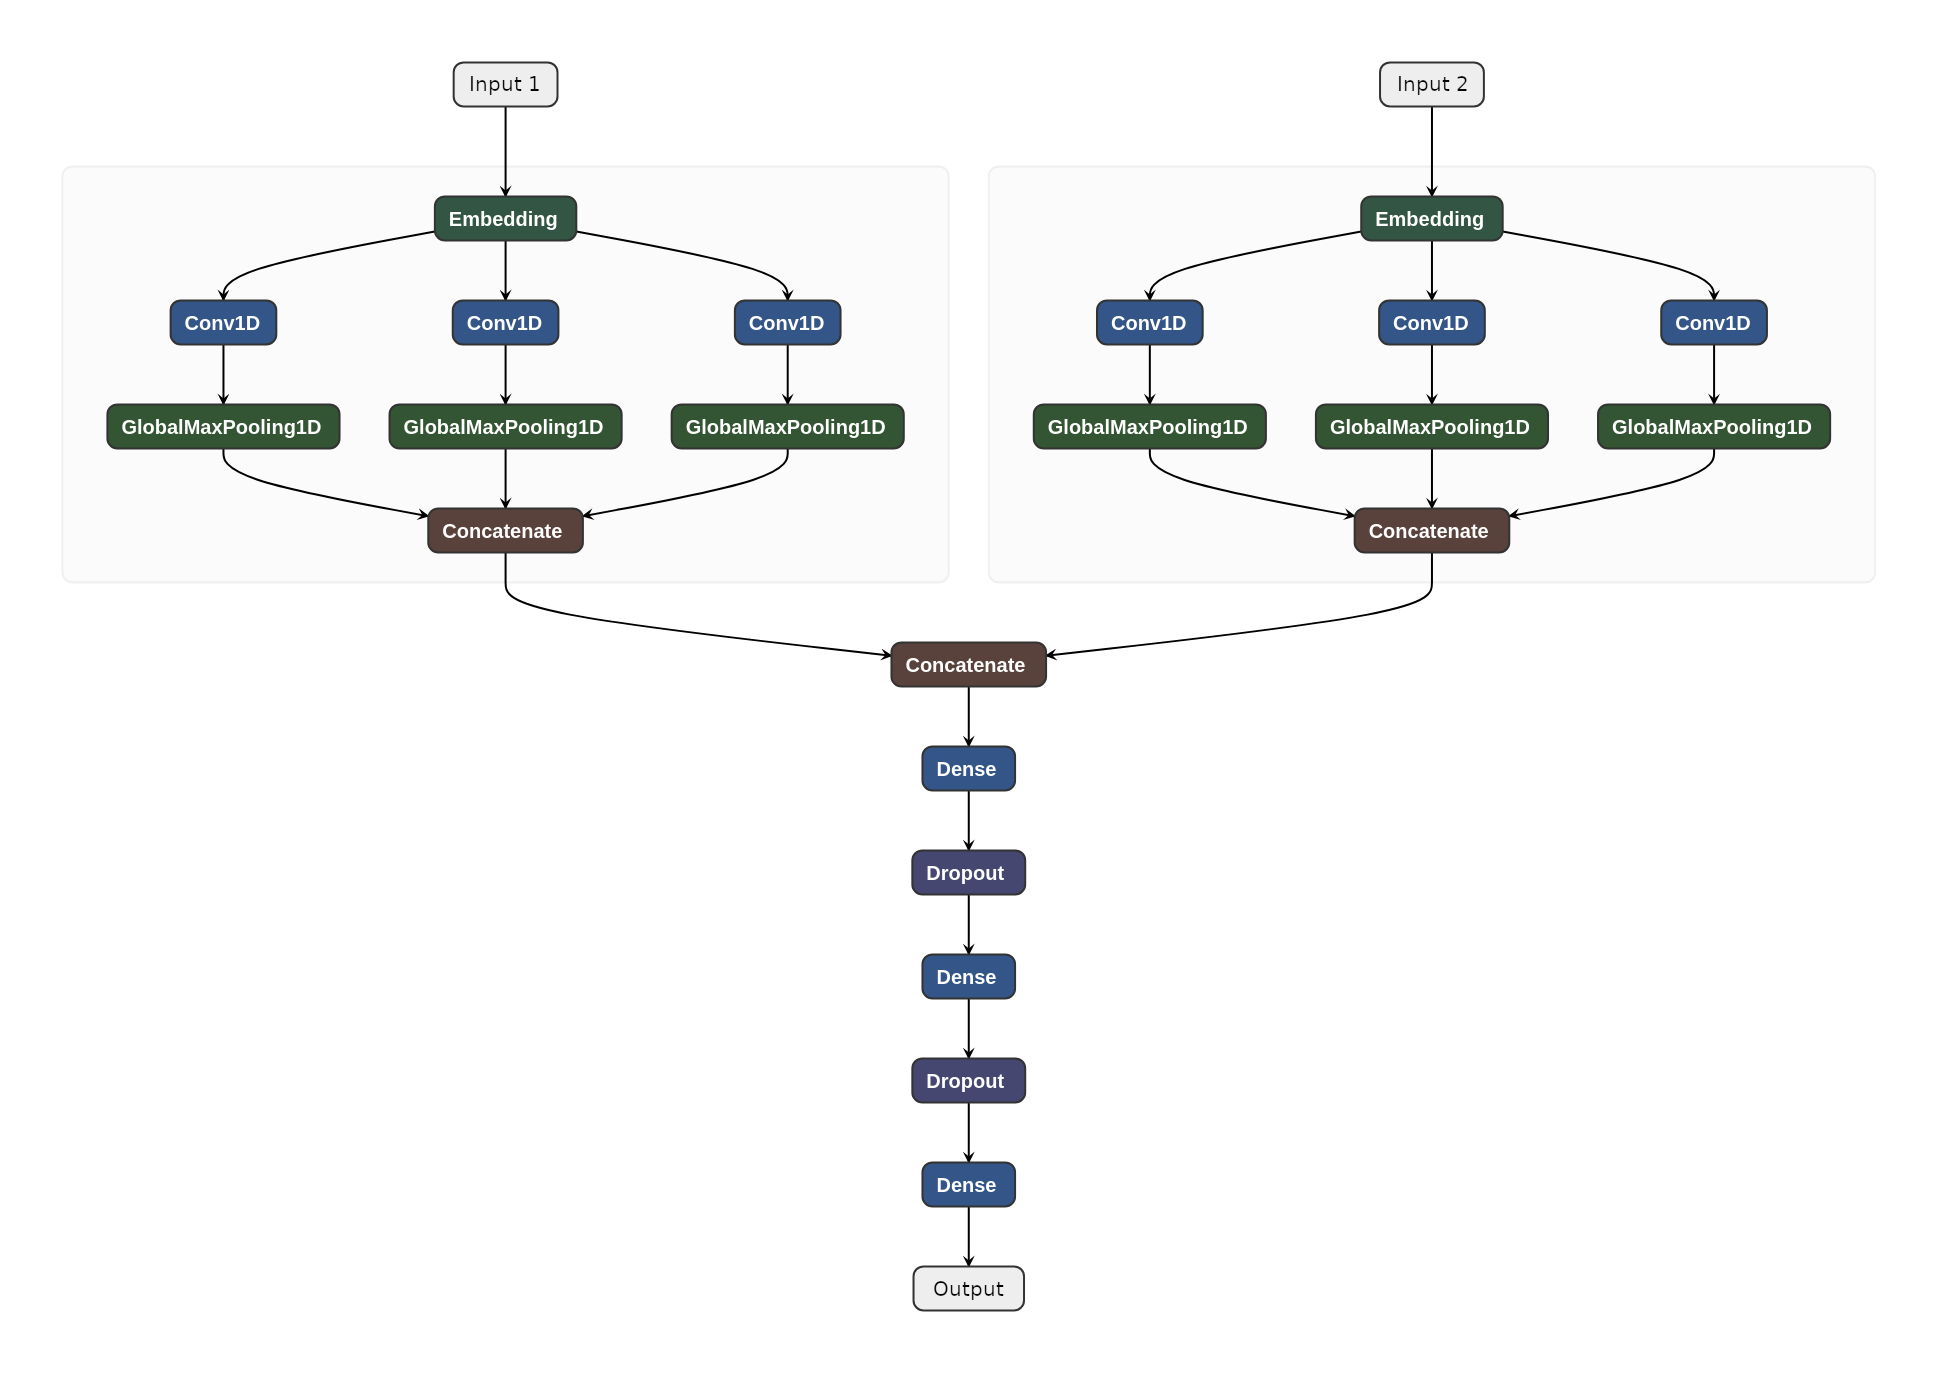 Input 1
Input 2
Embedding
Embedding
Conv1D
Conv1D
Conv1D
Conv1D
Conv1D
Conv1D
GlobalMaxPooling1D
GlobalMaxPooling1D
GlobalMaxPooling1D
GlobalMaxPooling1D
GlobalMaxPooling1D
GlobalMaxPooling1D
Concatenate
Concatenate
Concatenate
Dense
Dropout
Dense
Dropout
Dense
Output